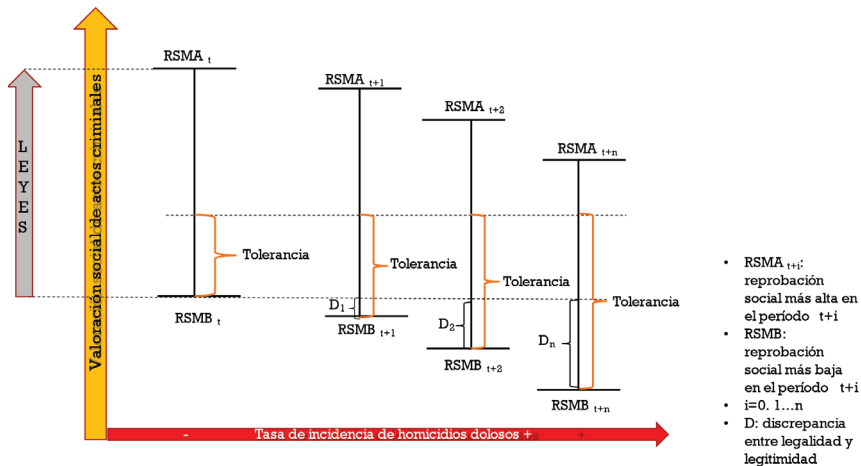 RSMA t
RSMA t+1
RSMA t+2
RSMA t+n
LEYES
Valoración social de actos criminales
Tolerancia
Tolerancia
Tolerancia
Tolerancia
D1
D2
Dn
RSMB t
RSMB t+1
RSMB t+2
RSMB t+n
- Tasa de incidencia de homicidios dolosos + +
• RSMA t+i:
reprobación
social más alta en
el período t+i
• RSMB:
reprobación
social más baja
en el período t+i
• i=0. 1...n
• D: discrepancia
entre legalidad y
legitimidad